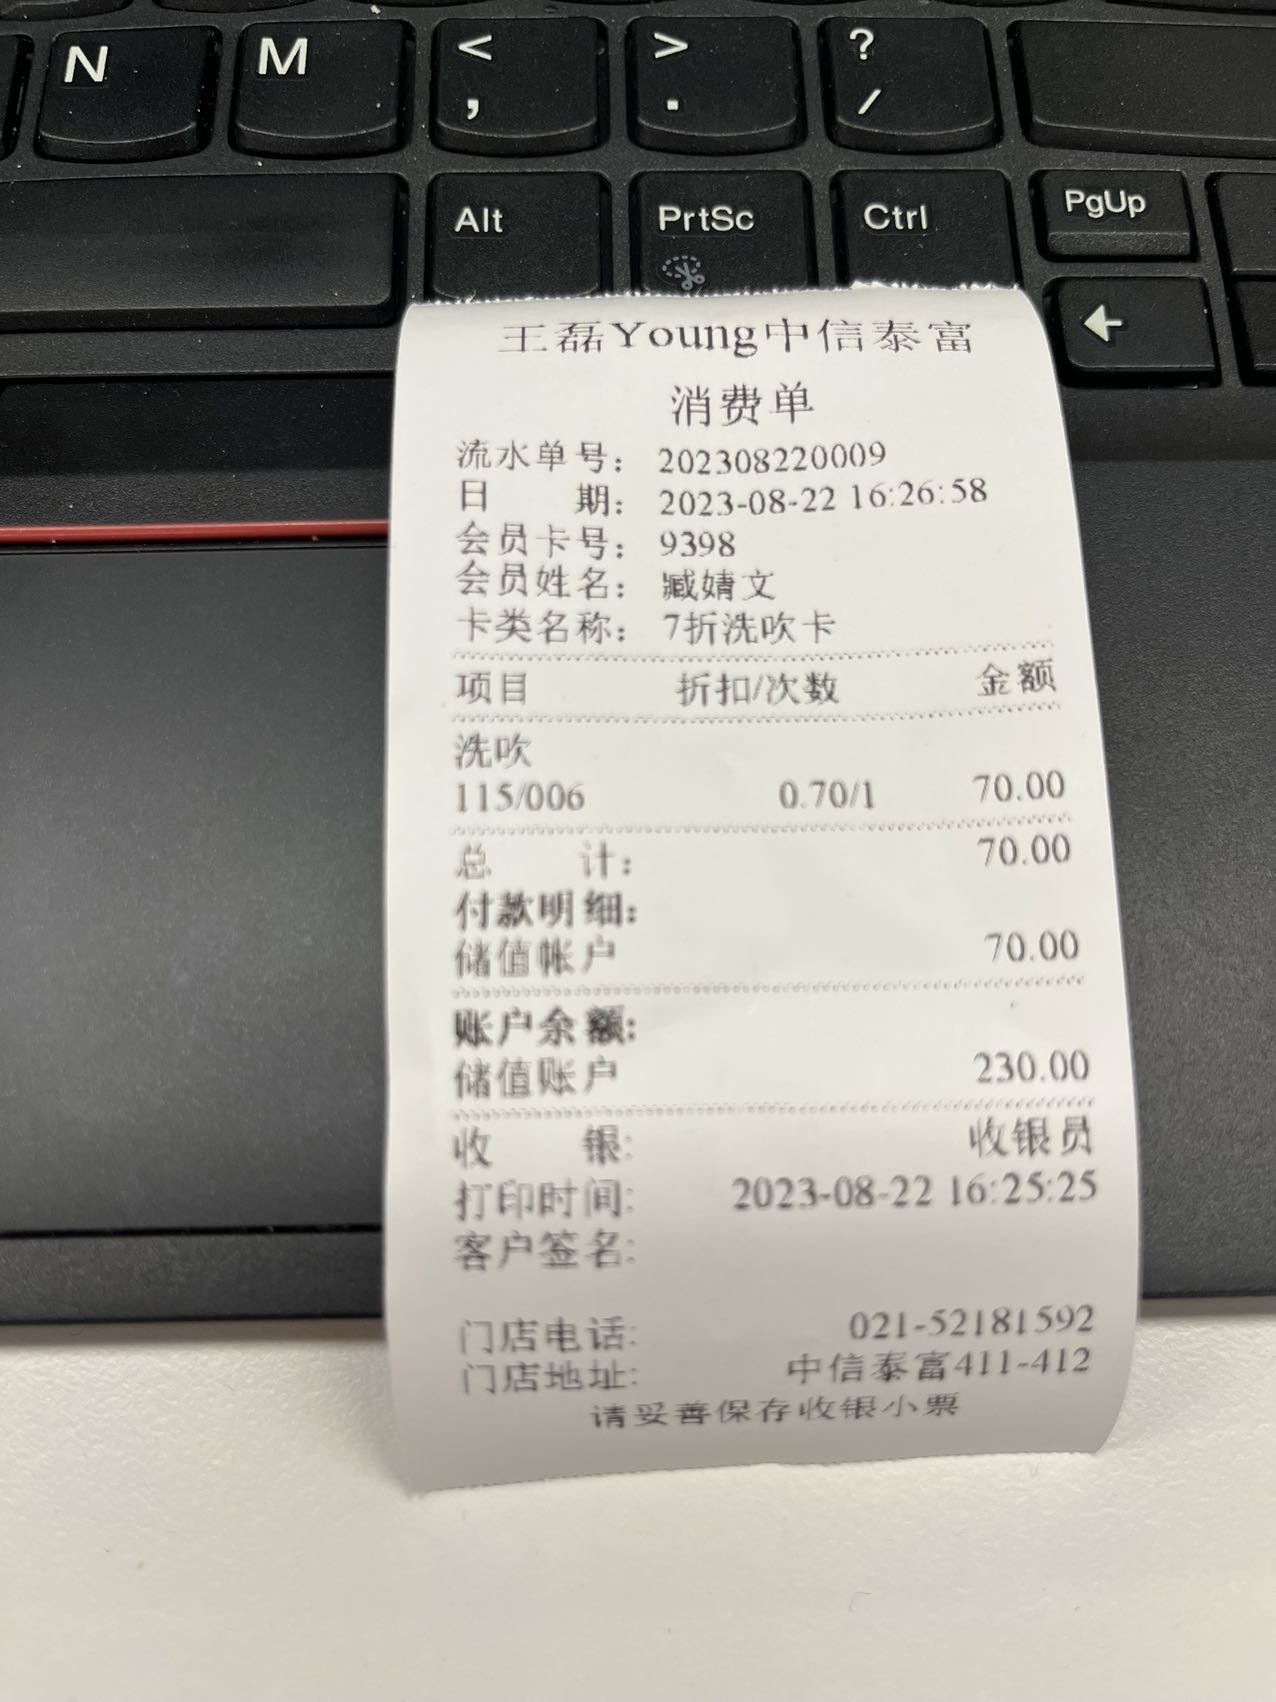 N M < , > . ? /
Alt PrtSc Ctrl PgUp
王磊Young中信泰富
消费单
流水单号： 202308220009
日 期： 2023-08-22 16:26:58
会员卡号： 9398
会员姓名： 臧婧文
卡类名称： 7折洗吹卡
项目 折扣/次数 金额
洗吹
115/006 0.70/1 70.00
总 计： 70.00
付款明细：
储值帐户 70.00
账户余额：
储值账户 230.00
收 银： 收银员
打印时间： 2023-08-22 16:25:25
客户签名：
门店电话： 021-52181592
门店地址： 中信泰富411-412
请妥善保存收银小票